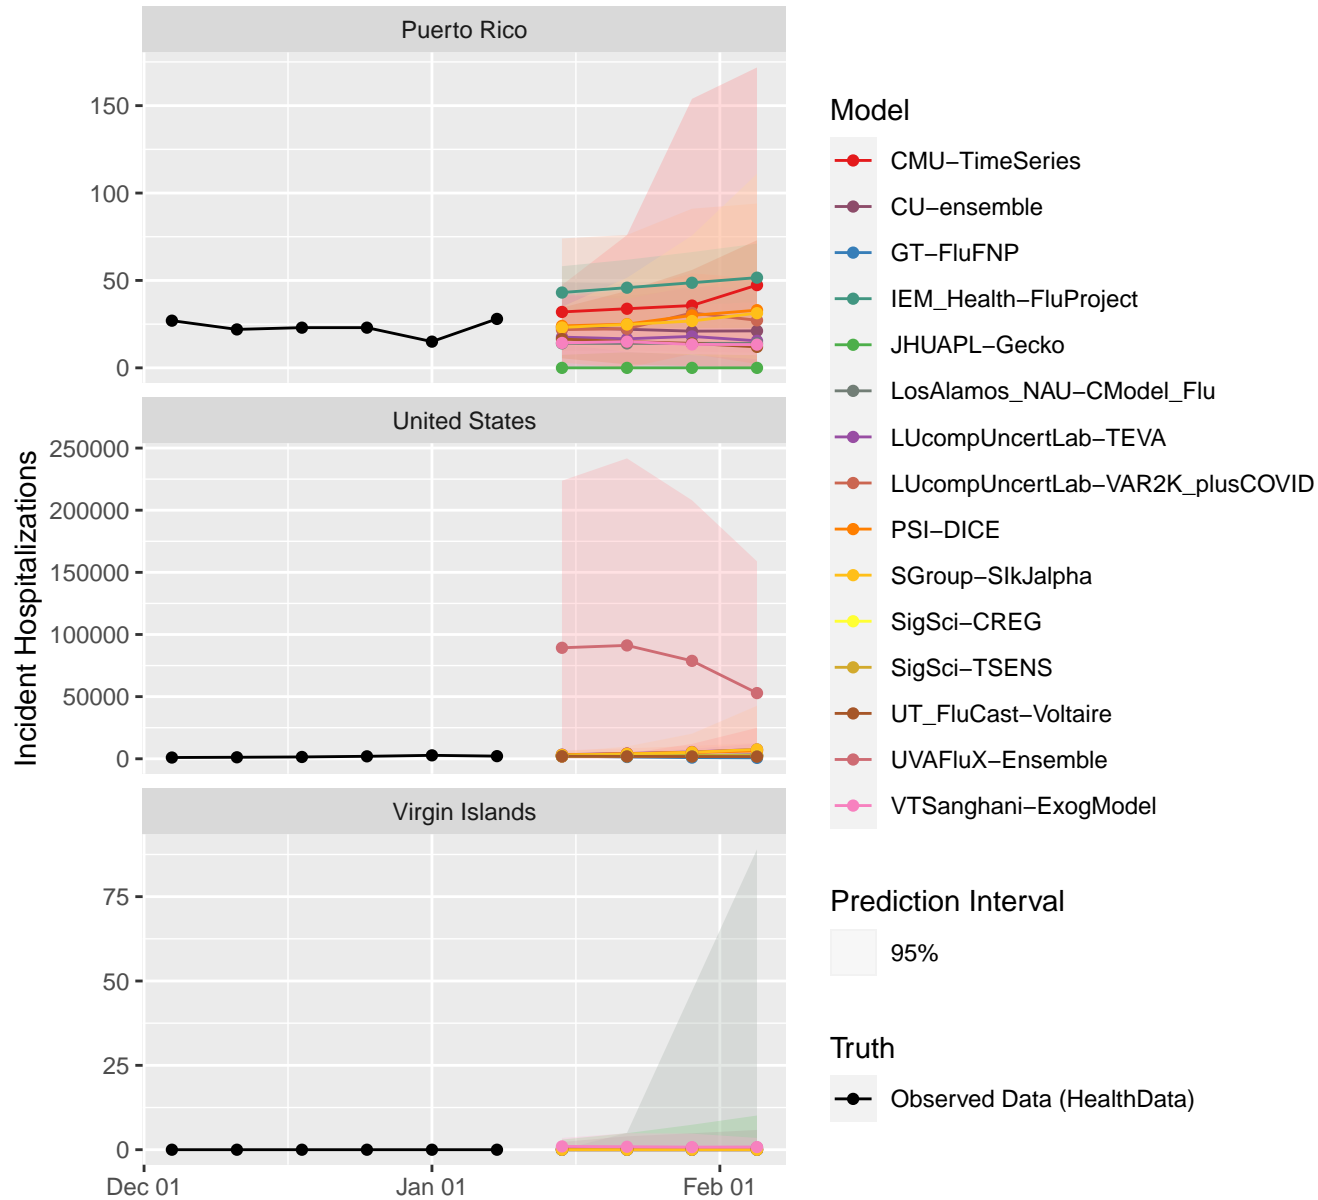 Puerto Rico
150
100
50
0
United States
250000
200000
150000
100000
50000
0
Virgin Islands
75
50
25
0
Dec 01
Jan 01
Feb 01
Incident Hospitalizations
Model
CMU−TimeSeries
CU−ensemble
GT−FluFNP
IEM_Health−FluProject
JHUAPL−Gecko
LosAlamos_NAU−CModel_Flu
LUcompUncertLab−TEVA
LUcompUncertLab−VAR2K_plusCOVID
PSI−DICE
SGroup−SIkJalpha
SigSci−CREG
SigSci−TSENS
UT_FluCast−Voltaire
UVAFluX−Ensemble
VTSanghani−ExogModel
Prediction Interval
95%
Truth
Observed Data (HealthData)